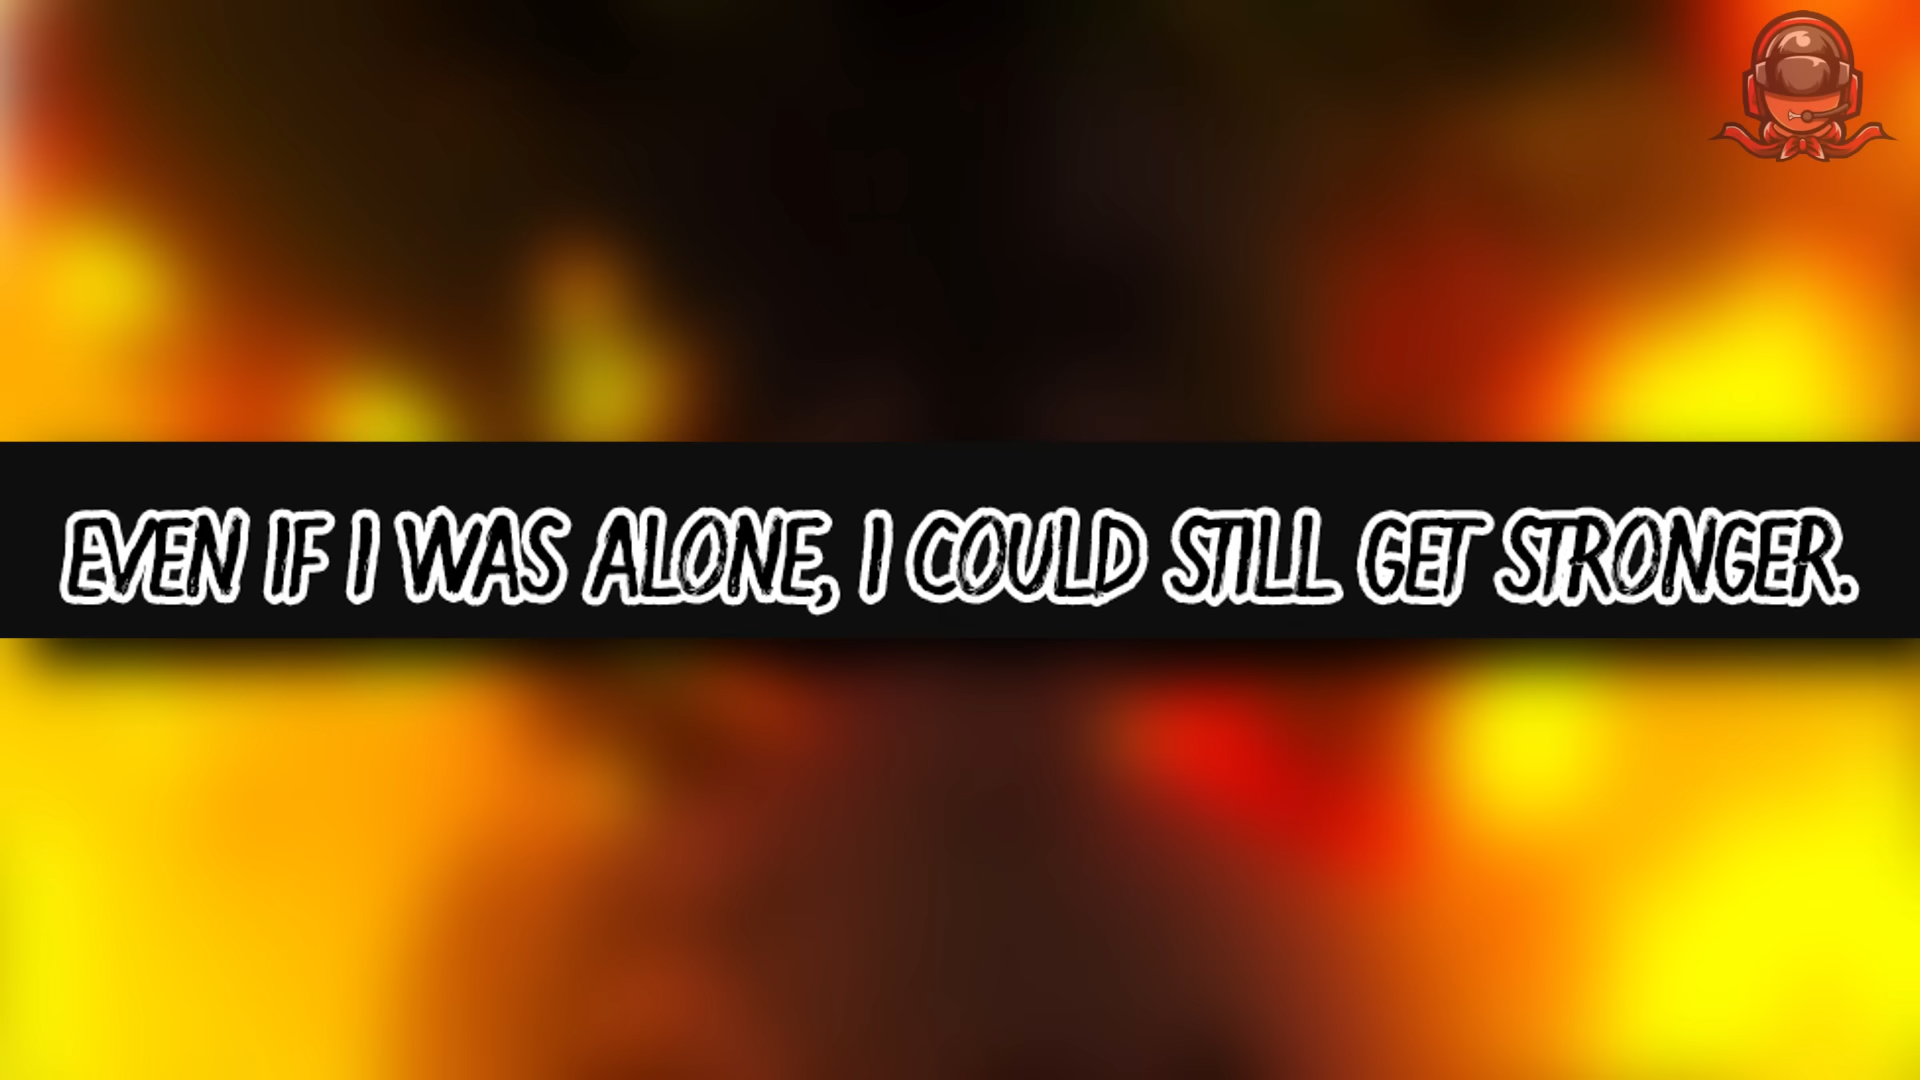 EVEN IF I WAS ALONE, I COULD STILL GET STRONGER.